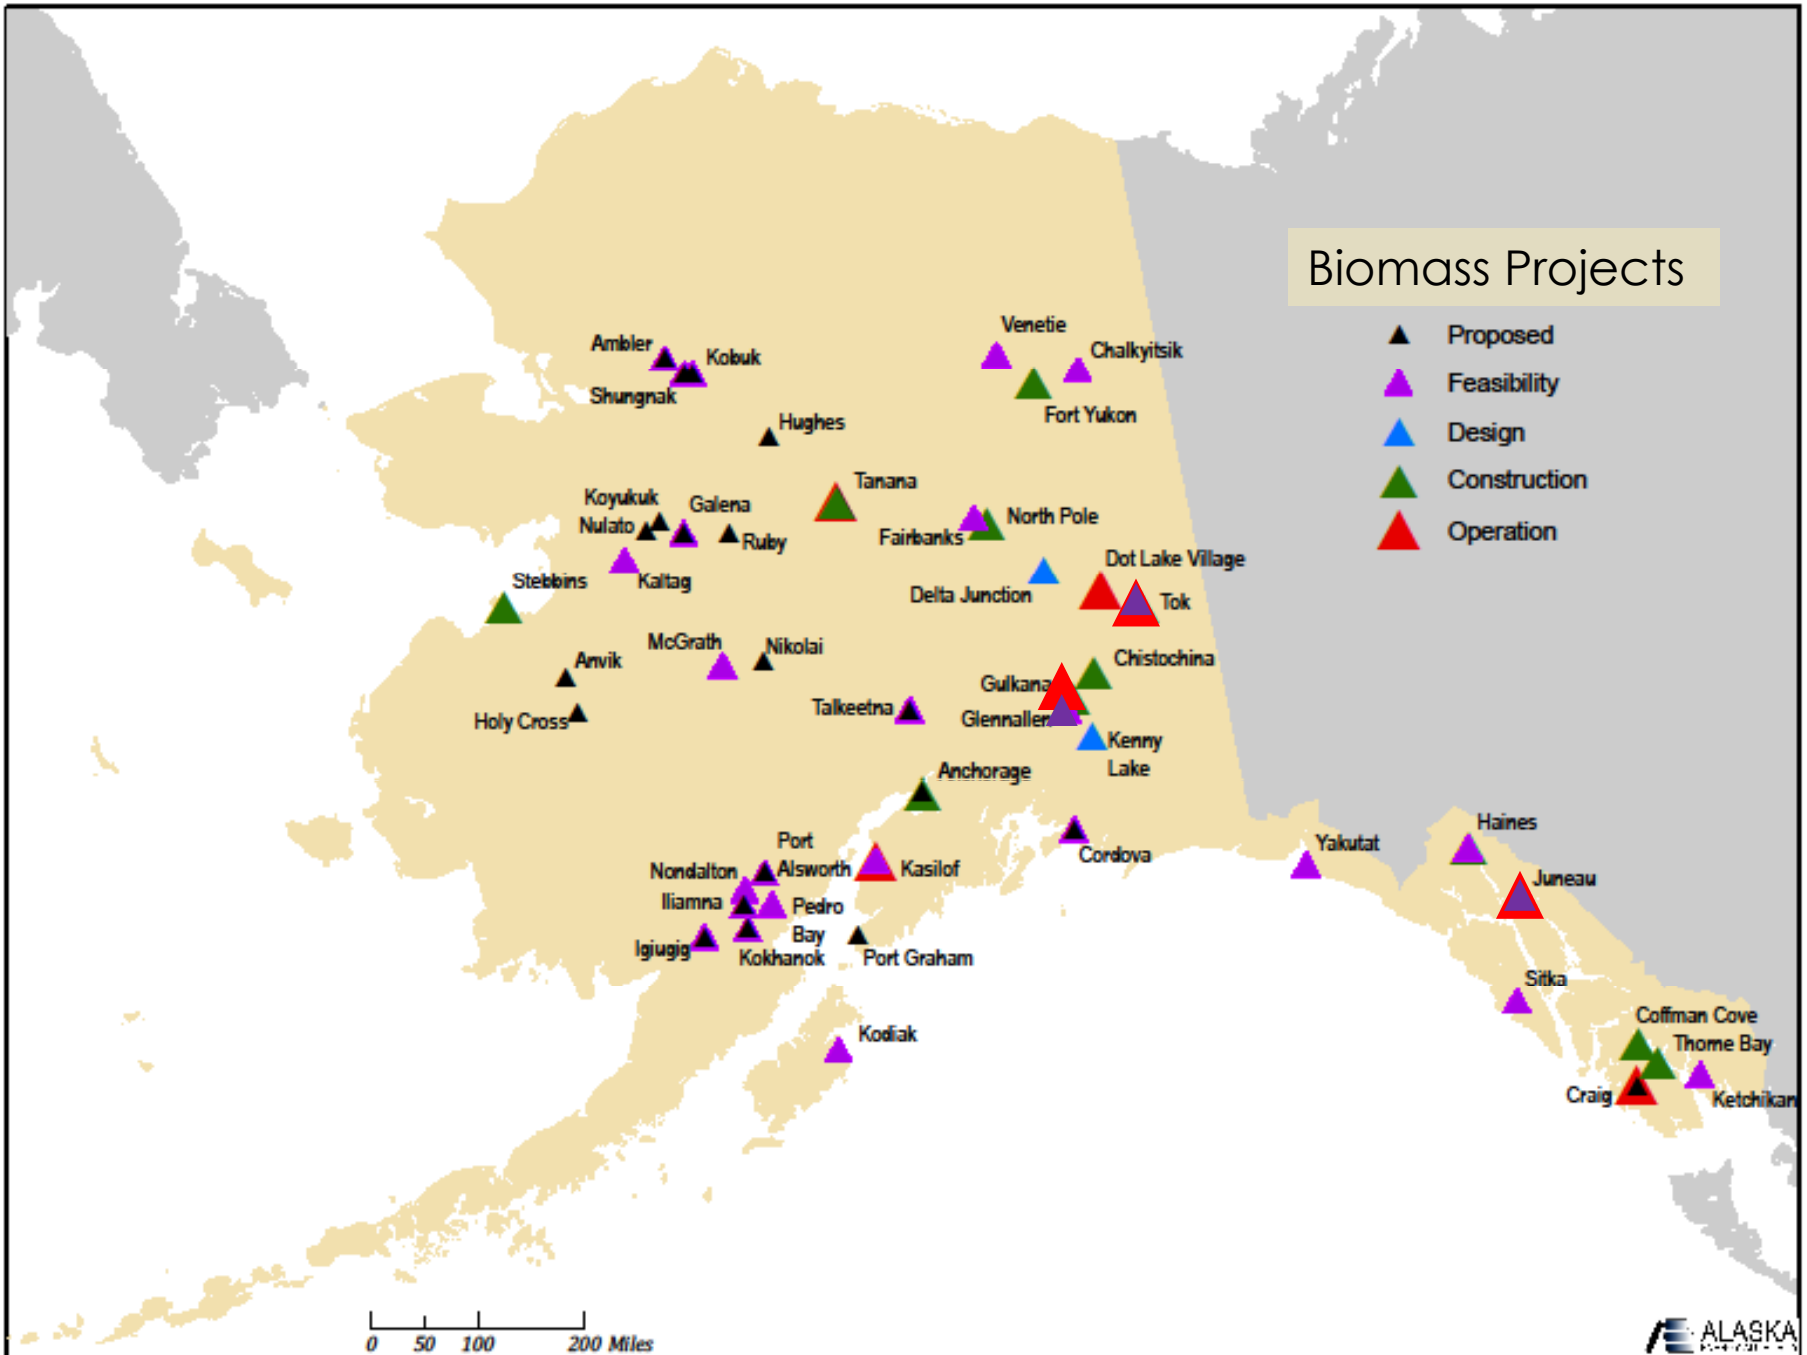 Biomass Projects
Proposed
Feasibility
Design
Construction
Operation
Venetie
Chalkyitsik
Fort Yukon
Ambler
Kobuk
Shungnak
Hughes
Tanana
Koyukuk
Galena
Nulato
Ruby
Kaltag
North Pole
Fairbanks
Dot Lake Village
Delta Junction
Tok
Stebbins
McGrath
Nikolai
Anvik
Holy Cross
Chistochina
Gulkana
Talkeetna
Glennallen
Kenny
Lake
Anchorage
Cordova
Yakutat
Haines
Juneau
Port
Alsworth
Nondalton
Kasilof
Iliamna
Pedro
Bay
Igiugig
Kokhanok
Port Graham
Kodiak
Sitka
Coffman Cove
Thorne Bay
Craig
Ketchikan
0 50 100 200 Miles
ALASKA